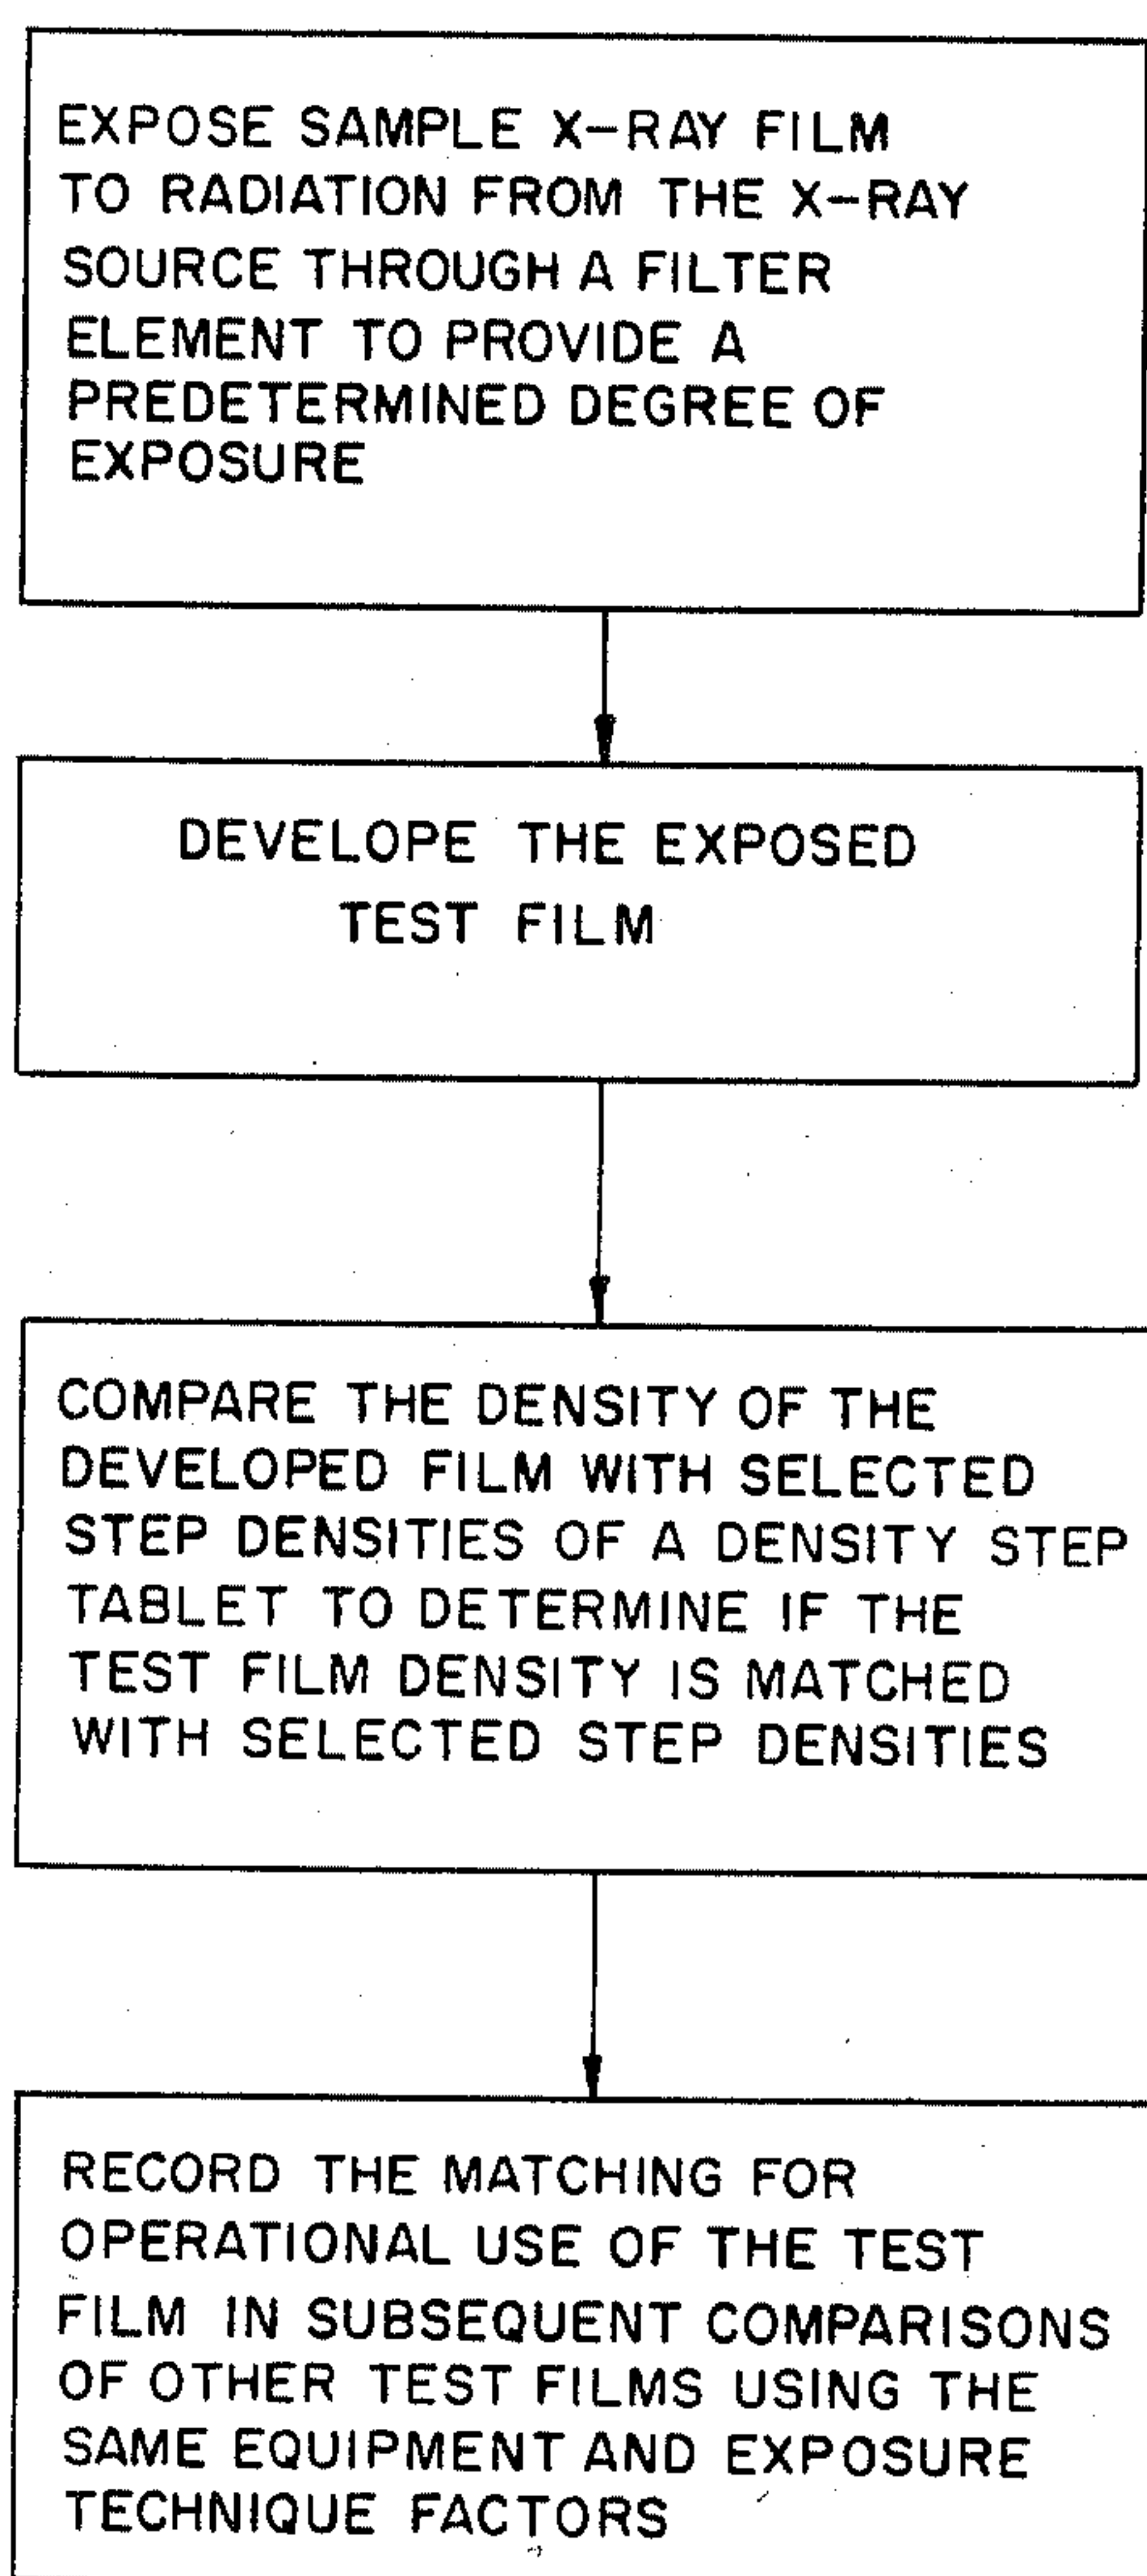 EXPOSE SAMPLE X-RAY FILM
TO RADIATION FROM THE X-RAY
SOURCE THROUGH A FILTER
ELEMENT TO PROVIDE A
PREDETERMINED DEGREE OF
EXPOSURE
DEVELOPE THE EXPOSED
TEST FILM
COMPARE THE DENSITY OF THE
DEVELOPED FILM WITH SELECTED
STEP DENSITIES OF A DENSITY STEP
TABLET TO DETERMINE IF THE
TEST FILM DENSITY IS MATCHED
WITH SELECTED STEP DENSITIES
RECORD THE MATCHING FOR
OPERATIONAL USE OF THE TEST
FILM IN SUBSEQUENT COMPARISONS
OF OTHER TEST FILMS USING THE
SAME EQUIPMENT AND EXPOSURE
TECHNIQUE FACTORS